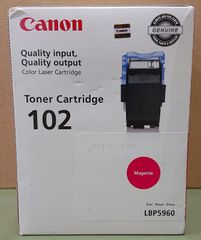 Canon
Quality input,
Quality output
Color Laser Cartridge
GENUINE
Toner Cartridge
102
Magenta
LBP5960